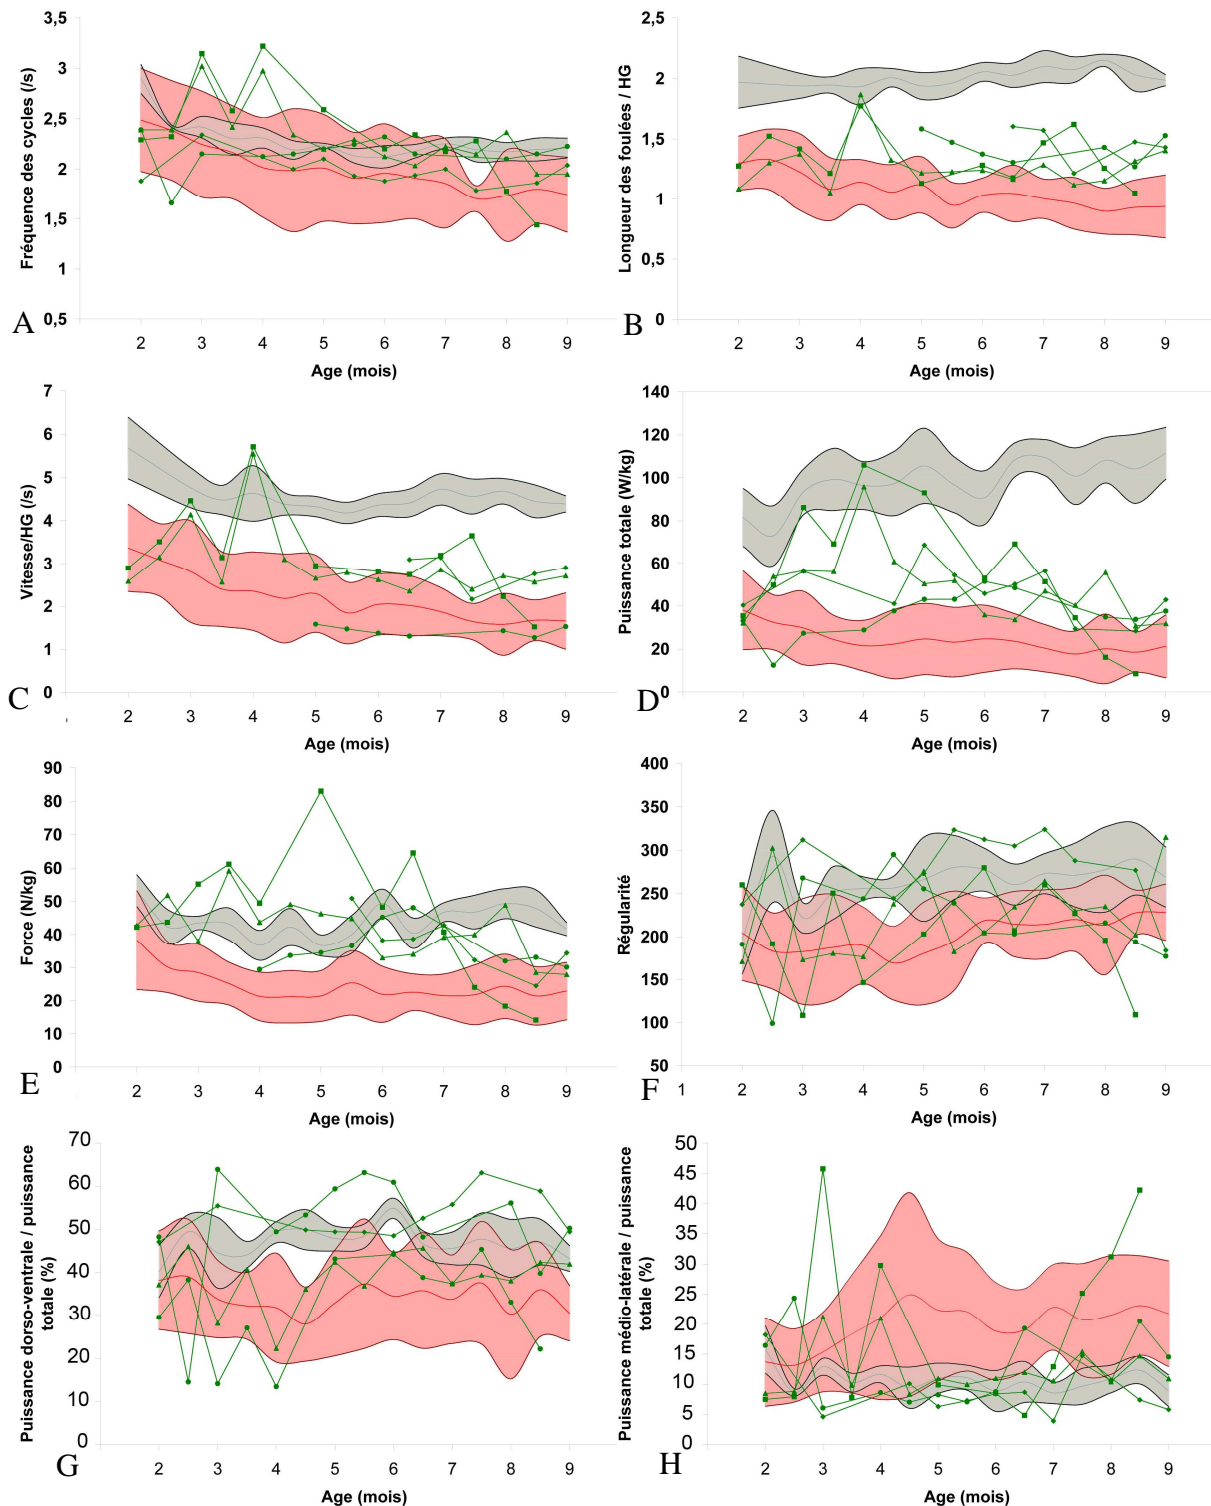 Fréquence des cycles (/s)
3,5
3
2,5
2
1,5
1
0,5
2 3 4 5 6 7 8 9
Age (mois)
A
Longueur des foulées / HG
2,5
2
1,5
1
0,5
0
2 3 4 5 6 7 8 9
Age (mois)
B
Vitesse/HG (/s)
7
6
5
4
3
2
1
0
2 3 4 5 6 7 8 9
Age (mois)
C
Puissance totale (W/kg)
140
120
100
80
60
40
20
0
2 3 4 5 6 7 8 9
Age (mois)
D
Force (N/kg)
90
80
70
60
50
40
30
20
10
0
2 3 4 5 6 7 8 9
Age (mois)
E
Régularité
400
350
300
250
200
150
100
50
1 2 3 4 5 6 7 8 9
Age (mois)
F
Puissance dorso-ventrale / puissance
totale (%)
70
60
50
40
30
20
10
0
2 3 4 5 6 7 8 9
Age (mois)
G
Puissance médio-latérale / puissance
totale (%)
50
45
40
35
30
25
20
15
10
5
0
2 3 4 5 6 7 8 9
Age (mois)
H